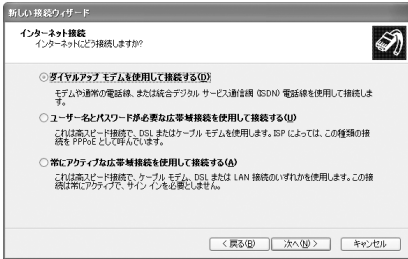 新しい接続ウィザード
インターネット接続
インターネットにどう接続しますか?
ダイヤルアップ モデムを使用して接続する(D)
モデムや通常の電話線、または統合デジタル サービス通信網 (ISDN) 電話線を使用して接続しま
す。
ユーザー名とパスワードが必要な広帯域接続を使用して接続する(U)
これは高スピード接続で、DSL またはケーブル モデムを使用します。ISP によっては、この種類の接
続を PPPoE として呼んでいます。
常にアクティブな広帯域接続を使用して接続する(A)
これは高スピード接続で、ケーブル モデム、DSL または LAN 接続のいずれかを使用します。この接
続は常にアクティブで、サイン インを必要としません。
< 戻る(B)
次へ(N) >
キャンセル